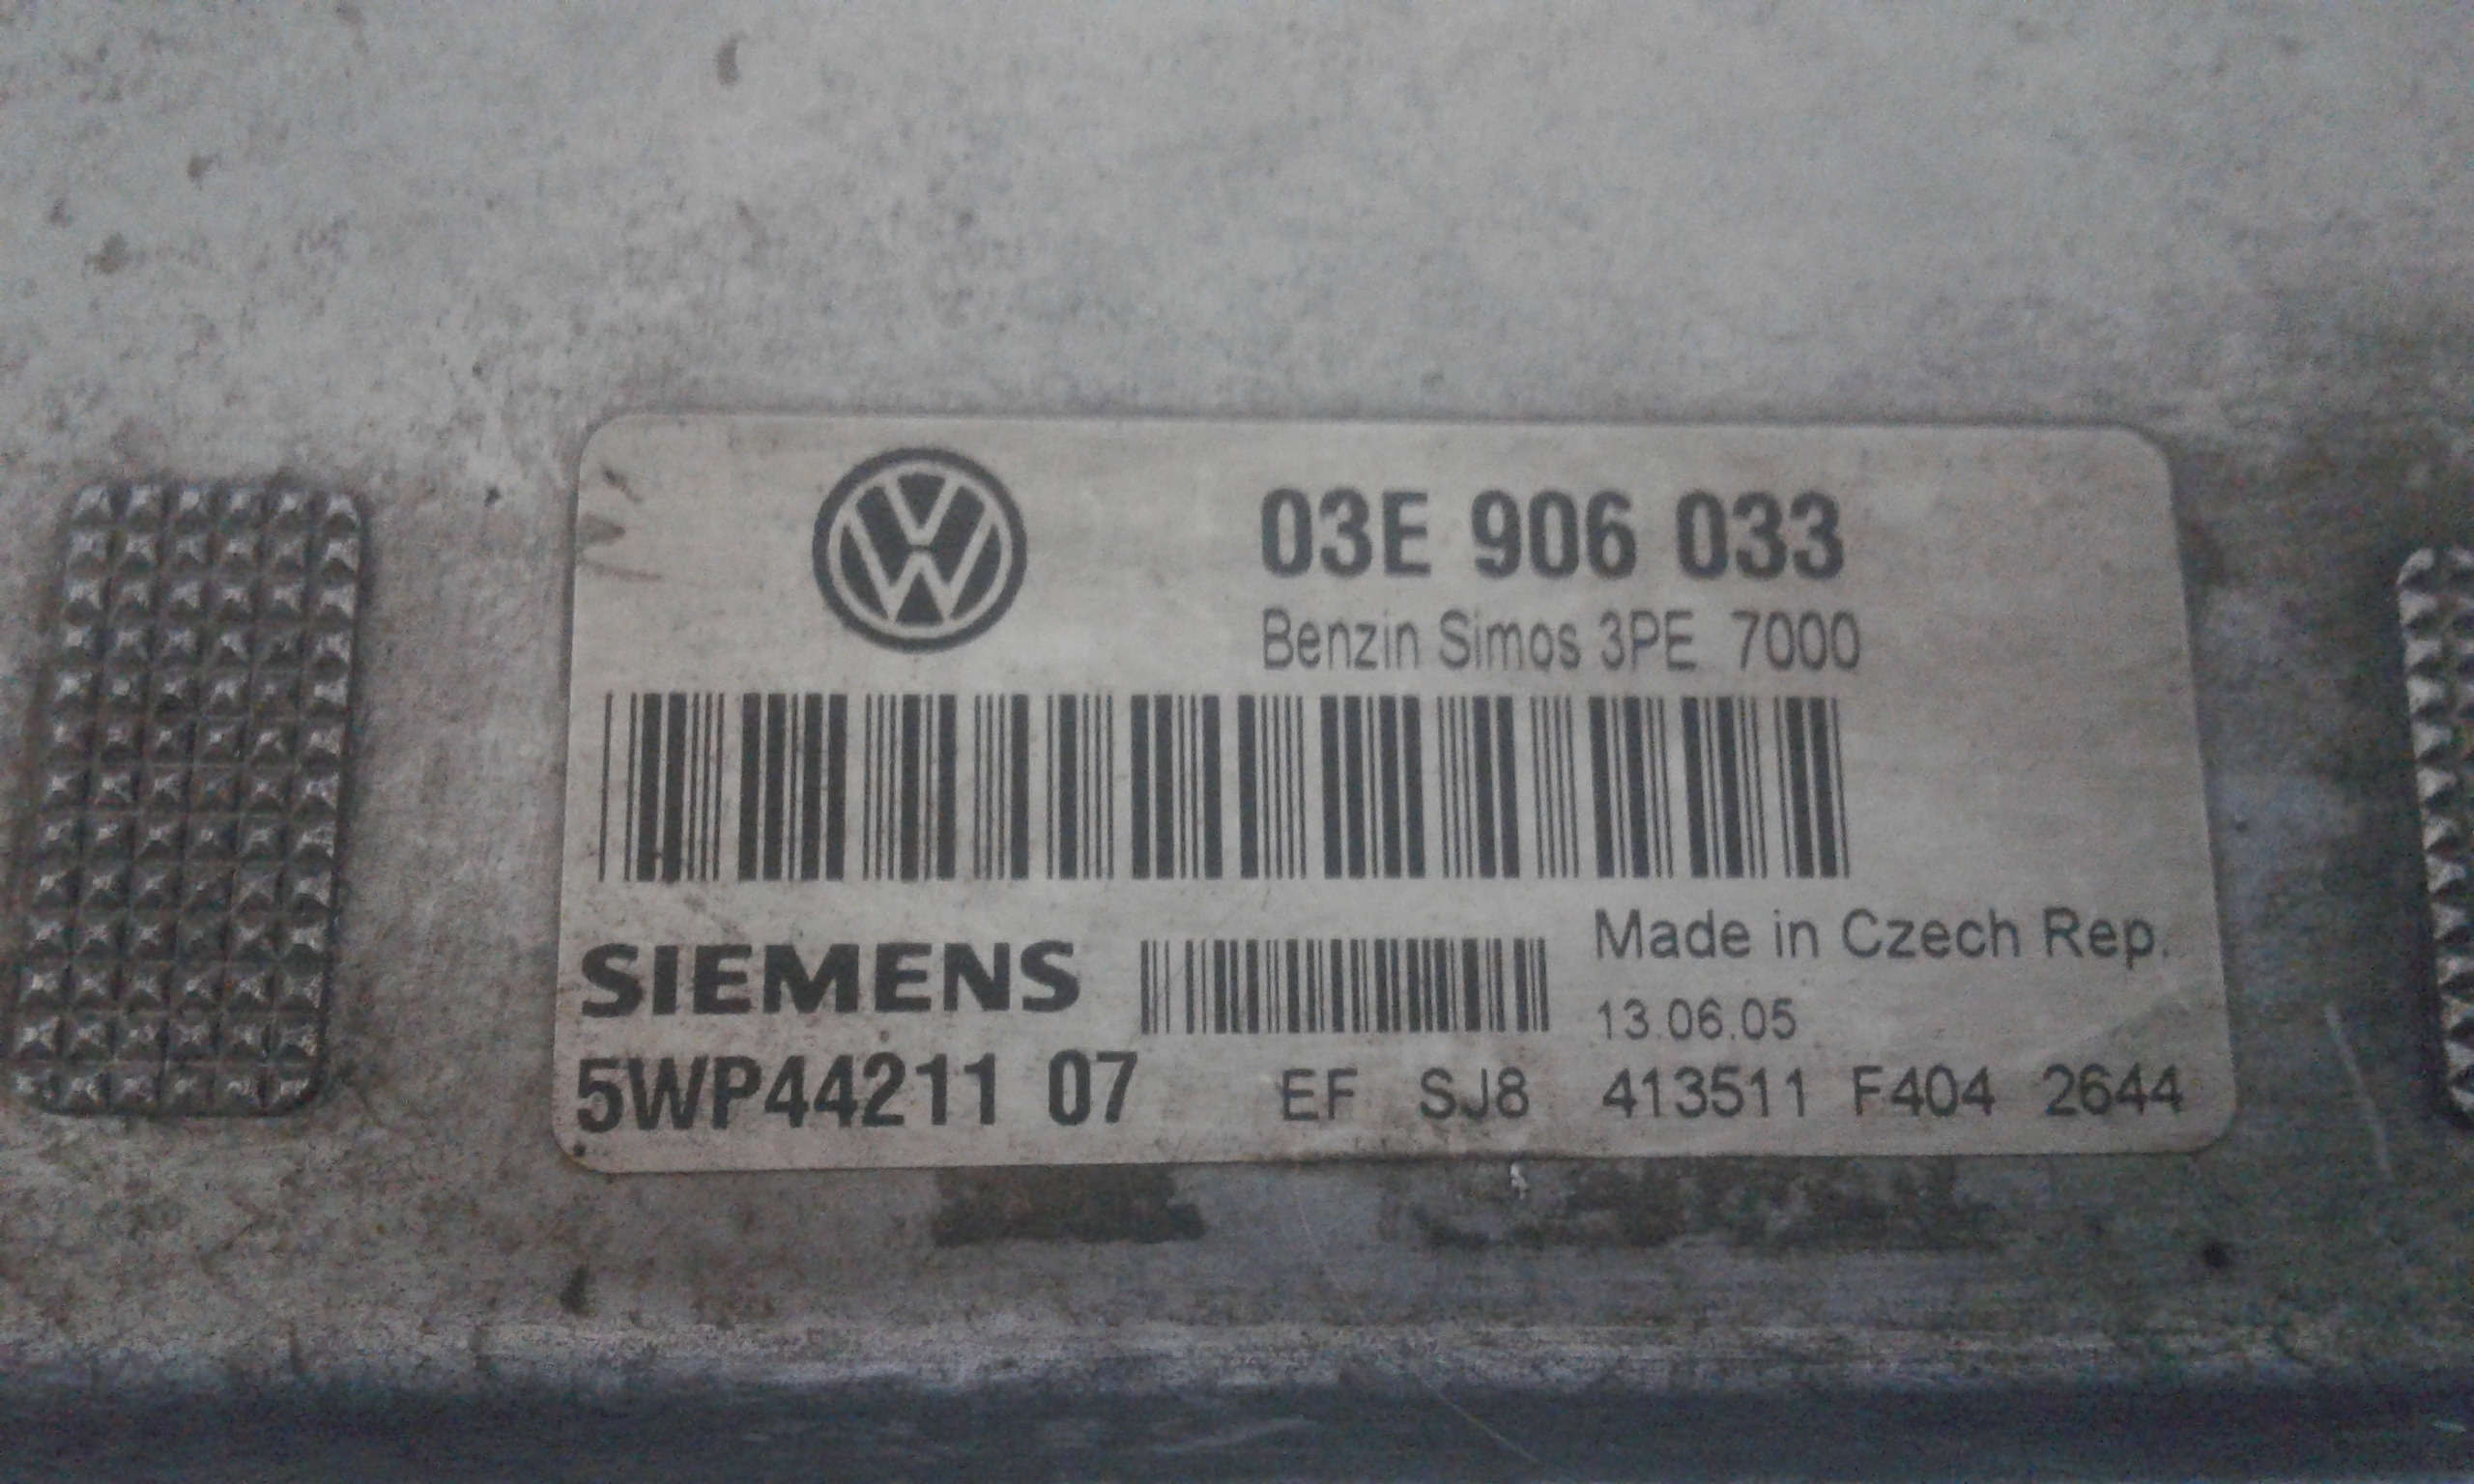 03E 906 033
Benzin Simos 3PE 7000
SIEMENS
Made in Czech Rep.
13.06.05
5WP44211 07 EF SJ8 413511 F404 2644